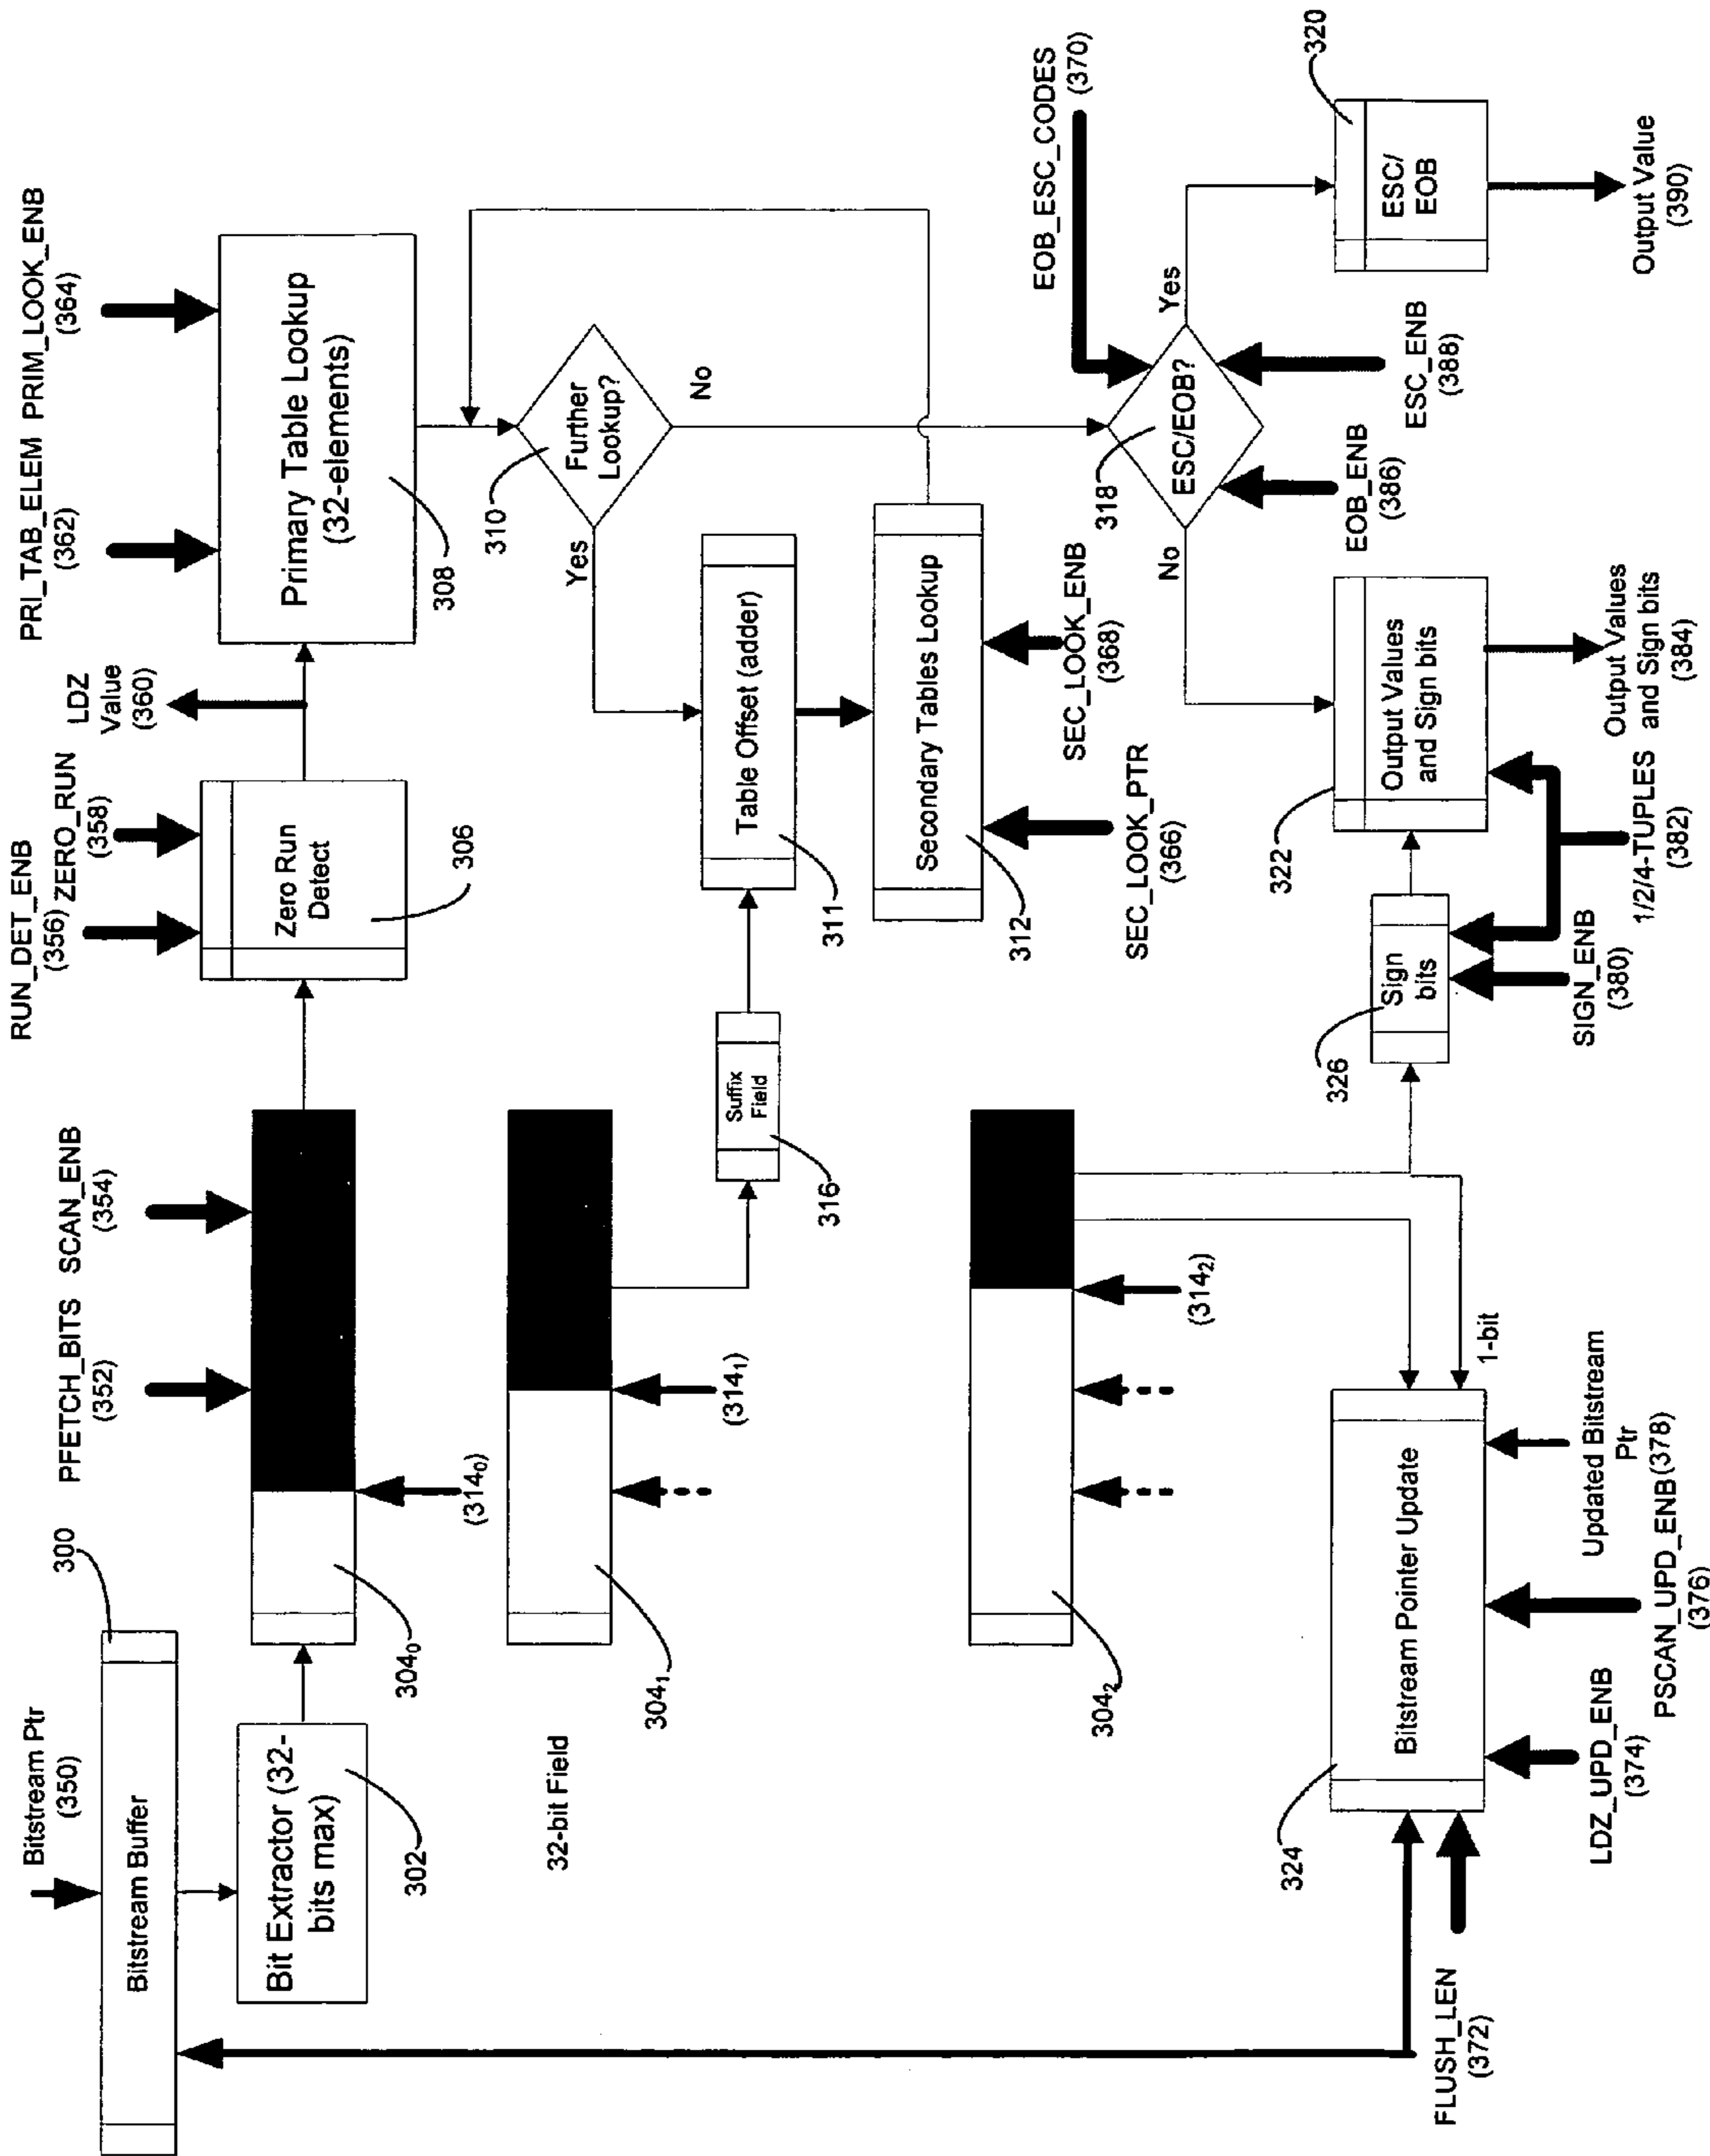 Bitstream Ptr
(350)
300
Bitstream Buffer
Bit Extractor (32-
bits max)
302
PFETCH_BITS
(352)
SCAN_ENB
(354)
304₀
(314₀)
RUN_DET_ENB
(356)
ZERO_RUN
(358)
Zero Run
Detect
306
LDZ
Value
(360)
PRI_TAB_ELEM
(362)
PRIM_LOOK_ENB
(364)
Primary Table Lookup
(32-elements)
308
32-bit Field
304₁
(314₁)
Suffix
Field
316
Further
Lookup?
310
Yes
No
Table Offset (adder)
311
Secondary Tables Lookup
312
SEC_LOOK_PTR
(366)
SEC_LOOK_ENB
(368)
304₂
(314₂)
1-bit
EOB_ESC_CODES
(370)
ESC/EOB?
318
Yes
No
EOB_ENB
(386)
ESC_ENB
(388)
ESC/
EOB
320
Output Value
(390)
FLUSH_LEN
(372)
Bitstream Pointer Update
324
LDZ_UPD_ENB
(374)
PSCAN_UPD_ENB
(376)
Updated Bitstream
Ptr
(378)
Sign
bits
326
SIGN_ENB
(380)
1/2/4-TUPLES
(382)
Output Values
and Sign bits
322
Output Values
and Sign bits
(384)